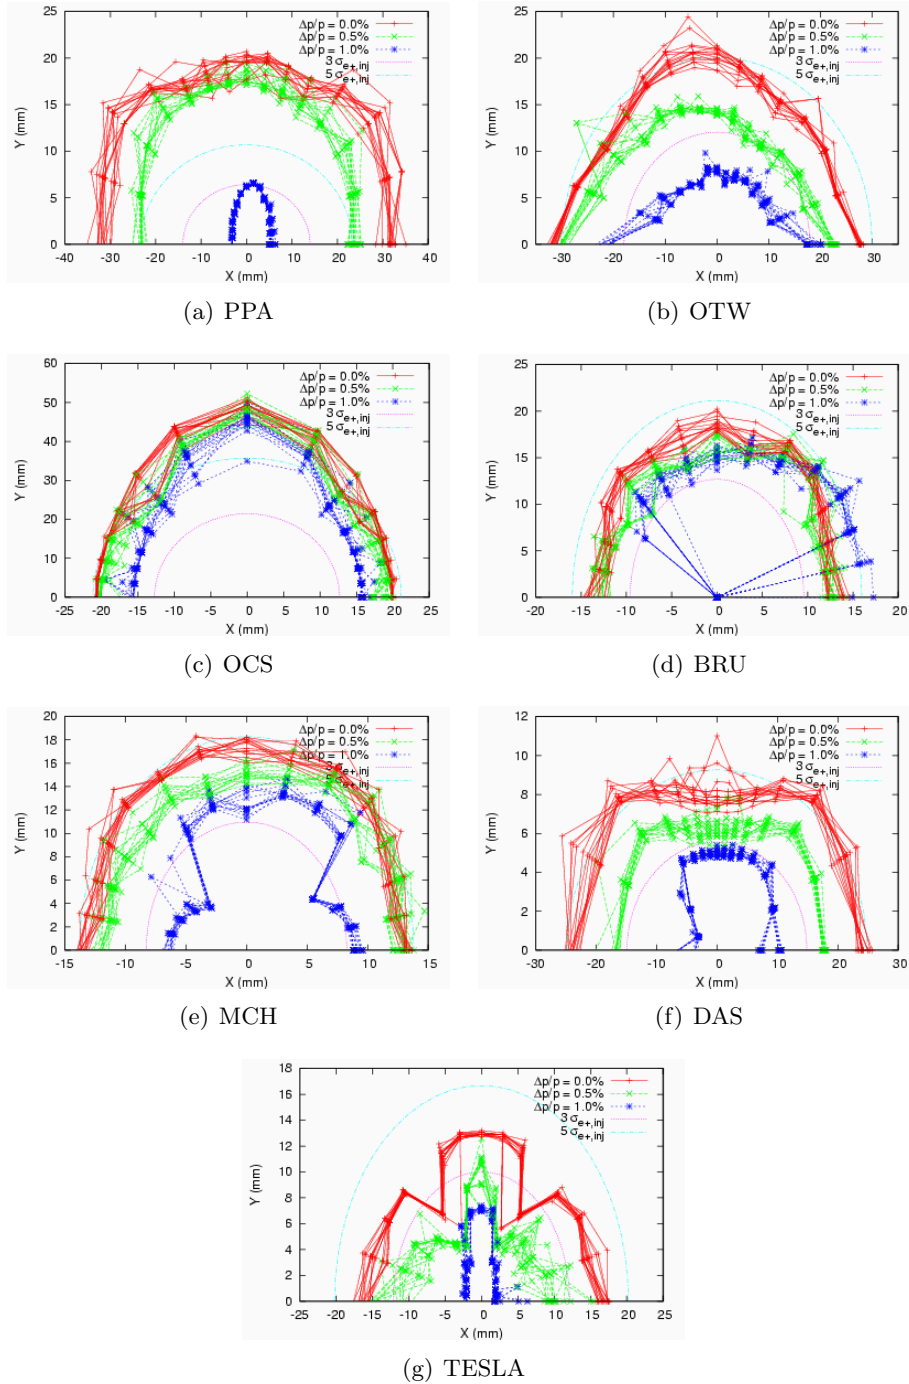 25
20
15
10
5
0
Y (mm)
-40 -30 -20 -10 0 10 20 30 40
X (mm)
Δp/p = 0.0%
Δp/p = 0.5%
Δp/p = 1.0%
3 σe+,inj
5 σe+,inj
(a) PPA
25
20
15
10
5
0
Y (mm)
-30 -20 -10 0 10 20 30
X (mm)
Δp/p = 0.0%
Δp/p = 0.5%
Δp/p = 1.0%
3 σe+,inj
5 σe+,inj
(b) OTW
60
50
40
30
20
10
0
Y (mm)
-25 -20 -15 -10 -5 0 5 10 15 20 25
X (mm)
Δp/p = 0.0%
Δp/p = 0.5%
Δp/p = 1.0%
3 σe+,inj
5 σe+,inj
(c) OCS
25
20
15
10
5
0
Y (mm)
-20 -15 -10 -5 0 5 10 15 20
X (mm)
Δp/p = 0.0%
Δp/p = 0.5%
Δp/p = 1.0%
3 σe+,inj
5 σe+,inj
(d) BRU
20
18
16
14
12
10
8
6
4
2
0
Y (mm)
-15 -10 -5 0 5 10 15
X (mm)
Δp/p = 0.0%
Δp/p = 0.5%
Δp/p = 1.0%
3 σe+,inj
5 σe+,inj
(e) MCH
12
10
8
6
4
2
0
Y (mm)
-30 -20 -10 0 10 20 30
X (mm)
Δp/p = 0.0%
Δp/p = 0.5%
Δp/p = 1.0%
3 σe+,inj
5 σe+,inj
(f) DAS
18
16
14
12
10
8
6
4
2
0
Y (mm)
-25 -20 -15 -10 -5 0 5 10 15 20 25
X (mm)
Δp/p = 0.0%
Δp/p = 0.5%
Δp/p = 1.0%
3 σe+,inj
5 σe+,inj
(g) TESLA